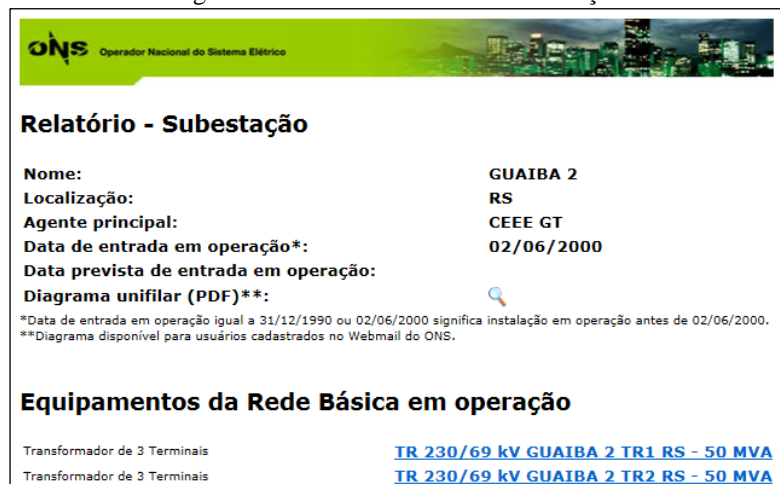 ONS Operador Nacional do Sistema Elétrico
Relatório - Subestação
Nome: GUAIBA 2
Localização: RS
Agente principal: CEEE GT
Data de entrada em operação*: 02/06/2000
Data prevista de entrada em operação:
Diagrama unifilar (PDF)**:
*Data de entrada em operação igual a 31/12/1990 ou 02/06/2000 significa instalação em operação antes de 02/06/2000.
**Diagrama disponível para usuários cadastrados no Webmail do ONS.
Equipamentos da Rede Básica em operação
Transformador de 3 Terminais TR 230/69 kV GUAIBA 2 TR1 RS - 50 MVA
Transformador de 3 Terminais TR 230/69 kV GUAIBA 2 TR2 RS - 50 MVA